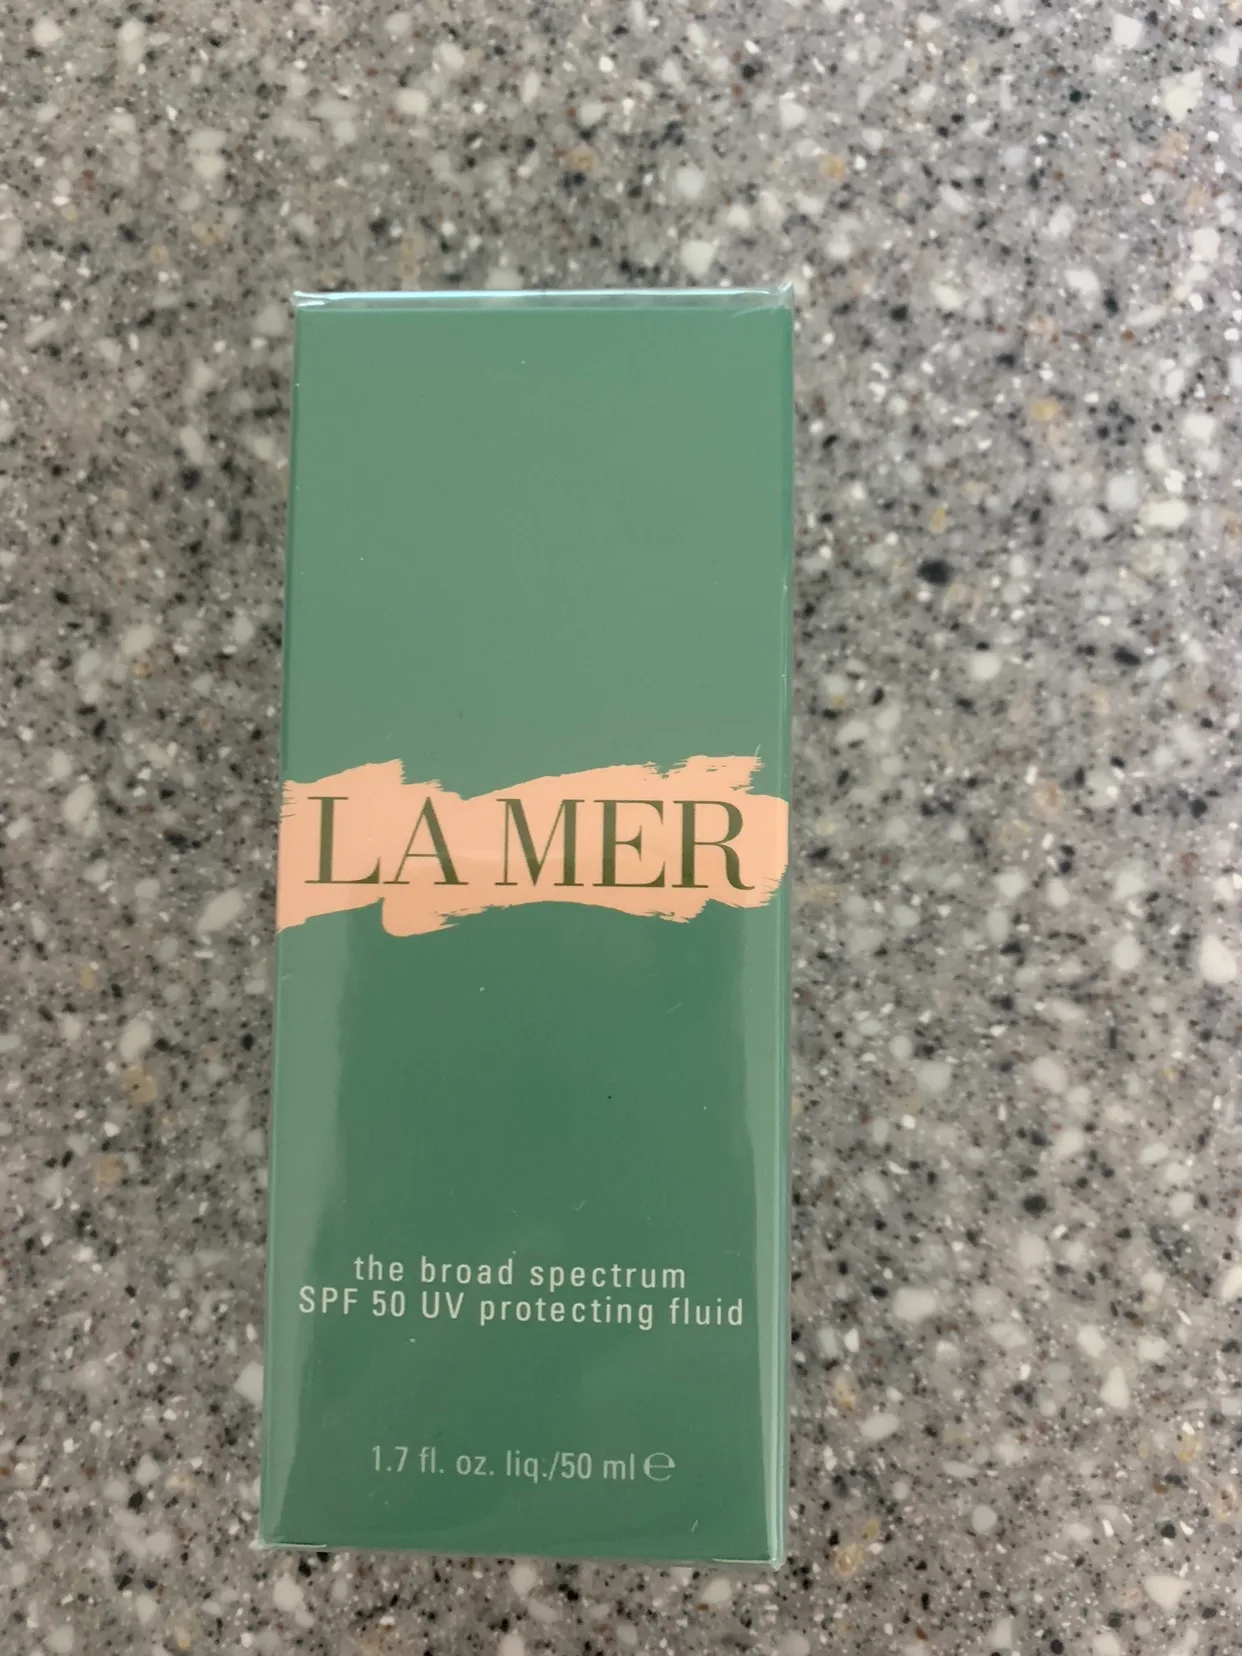 LA MER
the broad spectrum
SPF 50 UV protecting fluid
1.7 fl. oz. liq./50 ml ℮